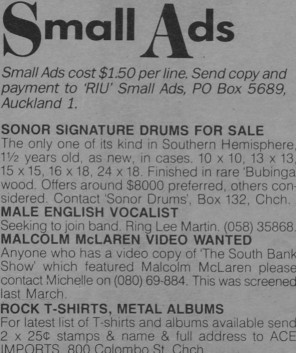 Small Ads
Small Ads cost $1.50 per line. Send copy and
payment to 'RIU' Small Ads, PO Box 5689,
Auckland 1.
SONOR SIGNATURE DRUMS FOR SALE
The only one of its kind in Southern Hemisphere,
1½ years old, as new, in cases. 10 x 10, 13 x 13,
15 x 15, 16 x 18, 24 x 18. Finished in rare 'Bubinga'
wood. Offers around $8000 preferred, others con-
sidered. Contact 'Sonor Drums', Box 132, Chch.
MALE ENGLISH VOCALIST
Seeking to join band. Ring Lee Martin. (058) 35868.
MALCOLM McLAREN VIDEO WANTED
Anyone who has a video copy of 'The South Bank
Show' which featured Malcolm McLaren please
contact Michelle on (080) 69-884. This was screened
last March.
ROCK T-SHIRTS, METAL ALBUMS
For latest list of T-shirts and albums available send
2 x 25¢ stamps & name & full address to ACE
IMPORTS, 800 Colombo St, Chch.